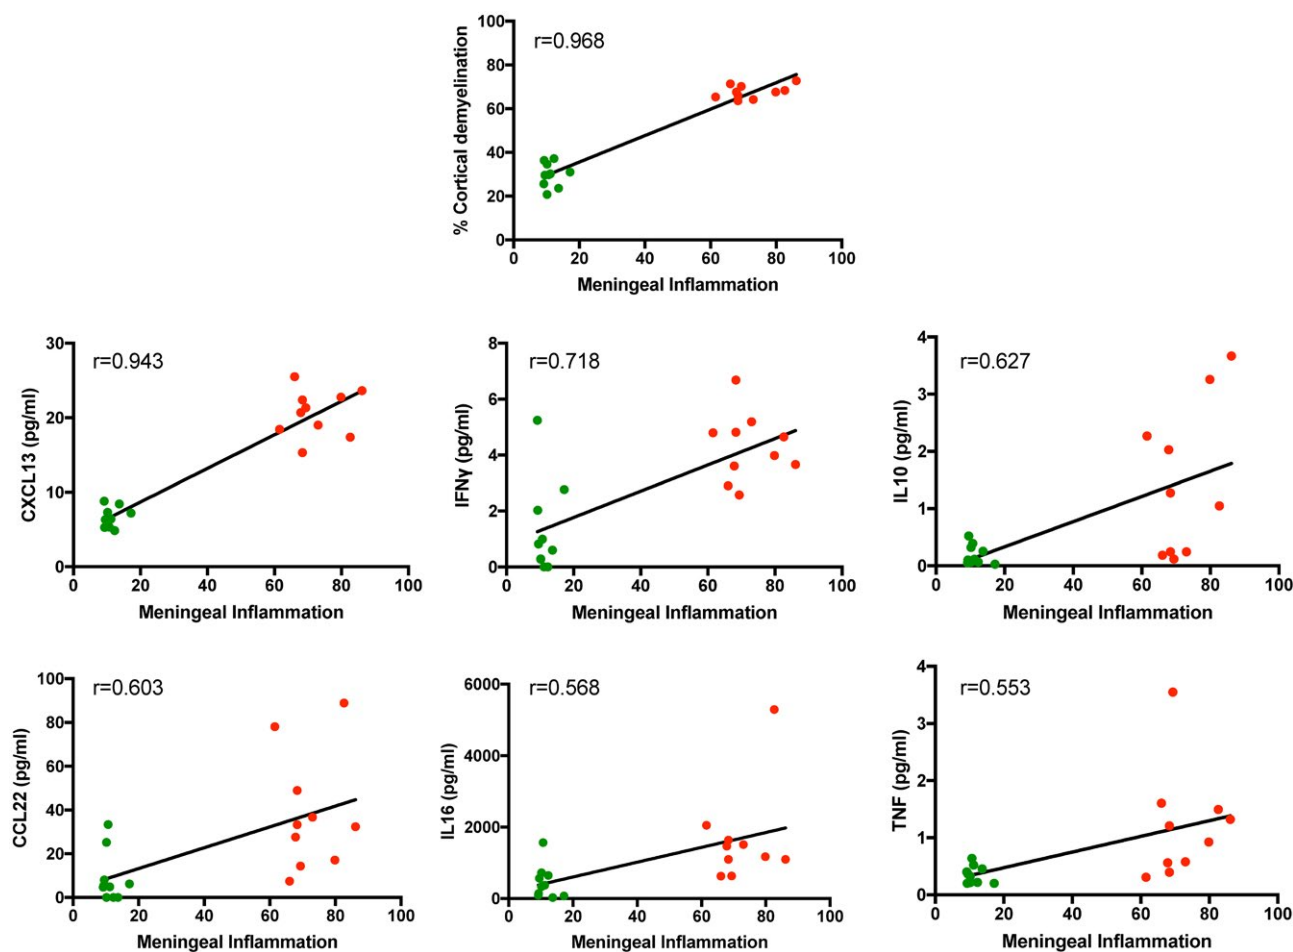 r=0.968
% Cortical demyelination
100
80
60
40
20
0
0 20 40 60 80 100
Meningeal Inflammation
r=0.943
CXCL13 (pg/ml)
30
20
10
0
0 20 40 60 80 100
Meningeal Inflammation
r=0.718
IFNγ (pg/ml)
8
6
4
2
0
0 20 40 60 80 100
Meningeal Inflammation
r=0.627
IL10 (pg/ml)
4
3
2
1
0
0 20 40 60 80 100
Meningeal Inflammation
r=0.603
CCL22 (pg/ml)
100
80
60
40
20
0
0 20 40 60 80 100
Meningeal Inflammation
r=0.568
IL16 (pg/ml)
6000
4000
2000
0
0 20 40 60 80 100
Meningeal Inflammation
r=0.553
TNF (pg/ml)
4
3
2
1
0
0 20 40 60 80 100
Meningeal Inflammation